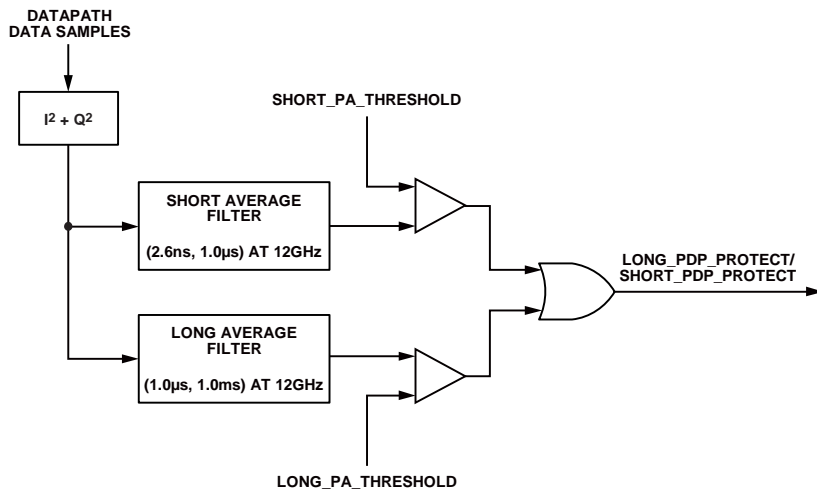 DATAPATH
DATA SAMPLES
I² + Q²
SHORT_PA_THRESHOLD
SHORT AVERAGE
FILTER
(2.6ns, 1.0µs) AT 12GHz
LONG_PDP_PROTECT/
SHORT_PDP_PROTECT
LONG AVERAGE
FILTER
(1.0µs, 1.0ms) AT 12GHz
LONG_PA_THRESHOLD